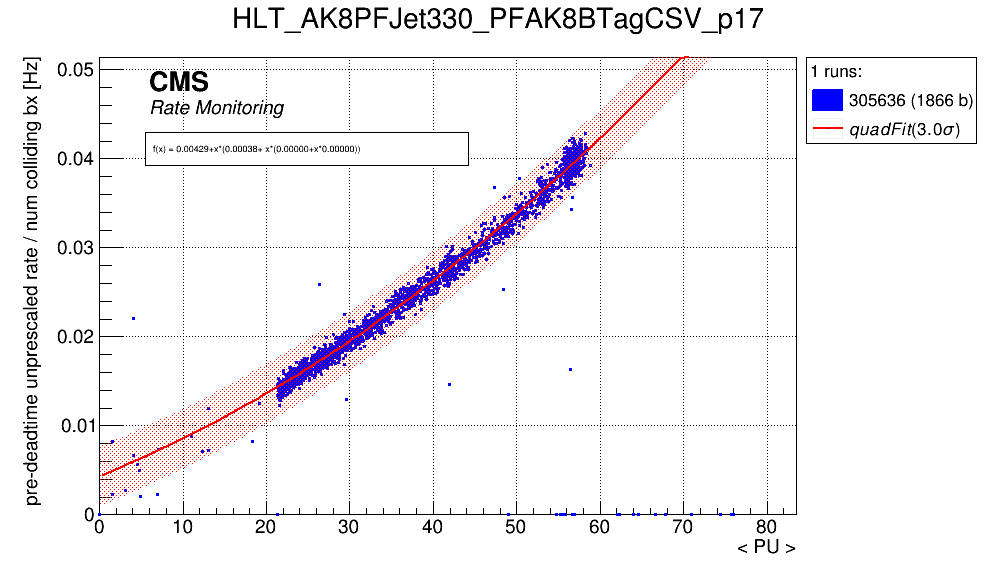 HLT_AK8PFJet330_PFAK8BTagCSV_p17
pre-deadtime unprescaled rate / num colliding bx [Hz]
0.05
0.04
0.03
0.02
0.01
0
CMS
Rate Monitoring
f(x) = 0.00429+x*(0.00038+ x*(0.00000+x*0.00000))
0 10 20 30 40 50 60 70 80
< PU >
1 runs:
305636 (1866 b)
quadFit(3.0σ)